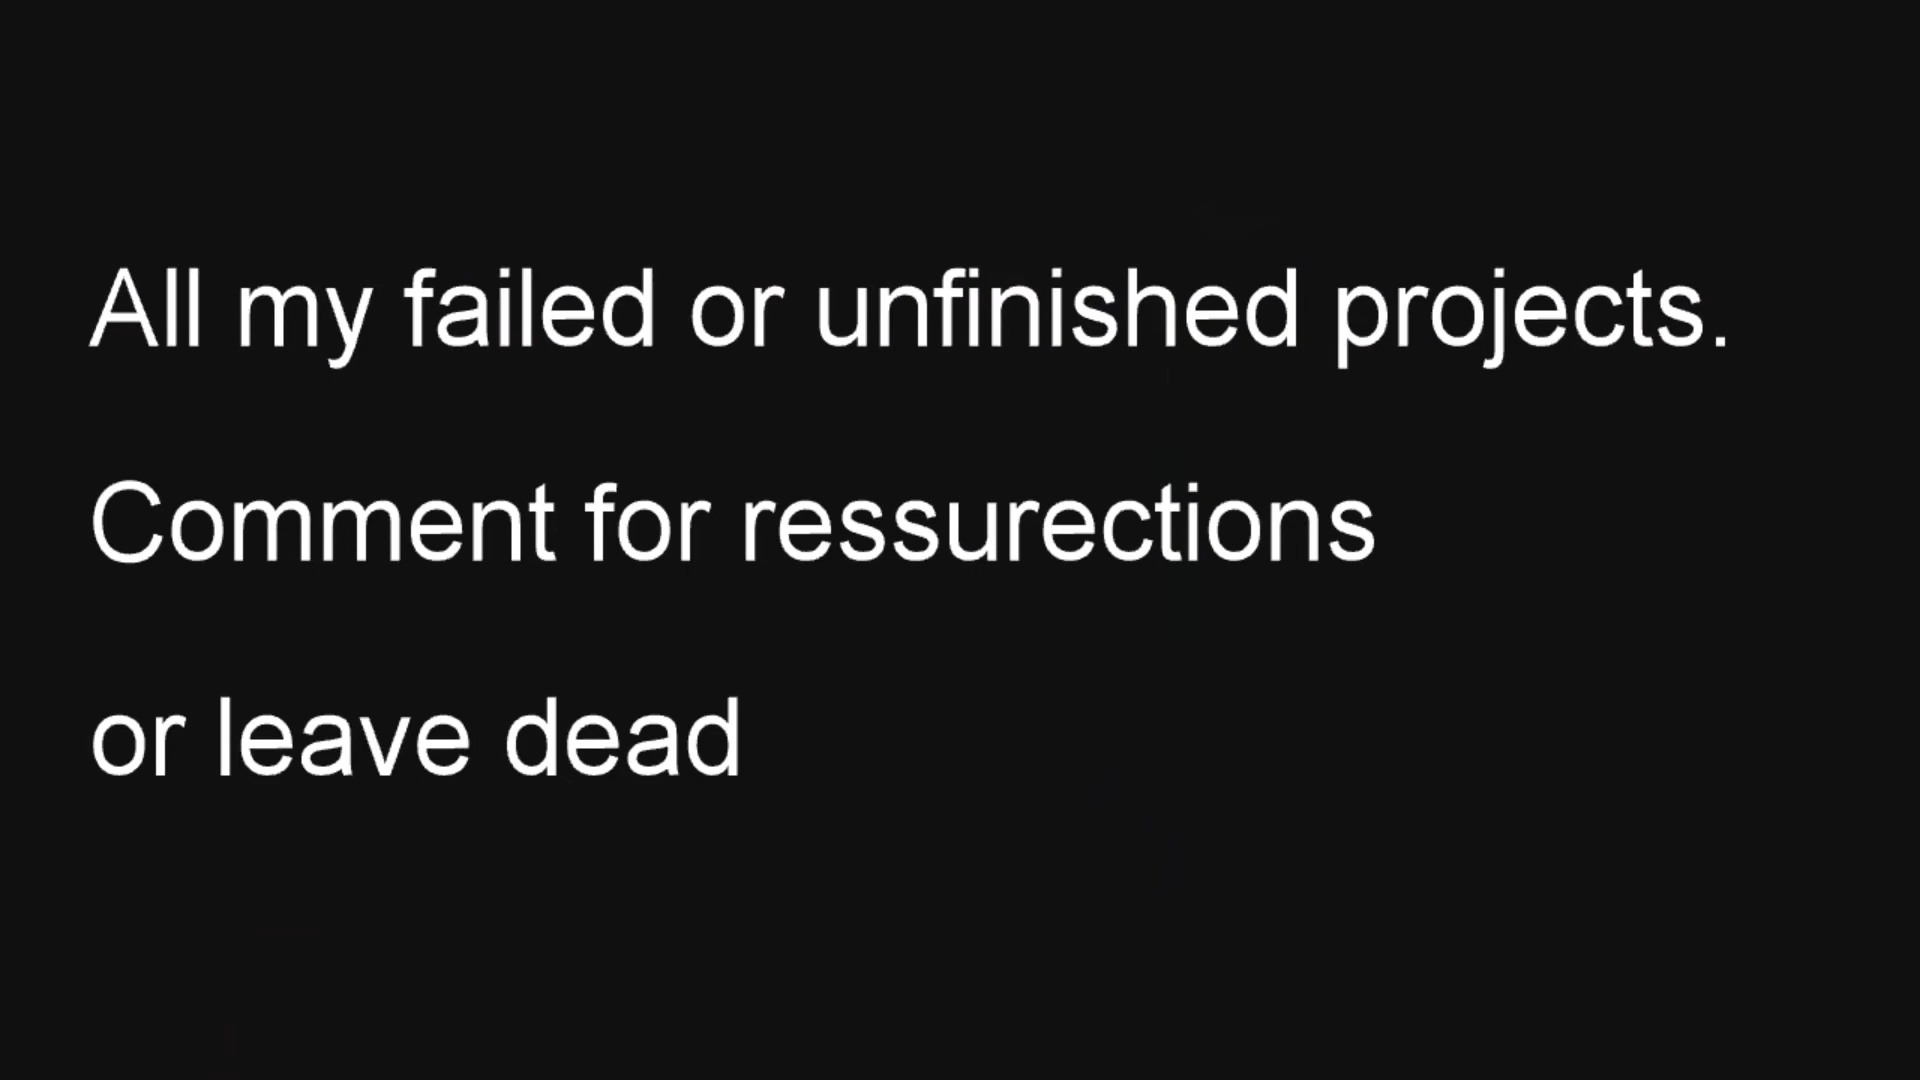 All my failed or unfinished projects.
Comment for ressurections
or leave dead